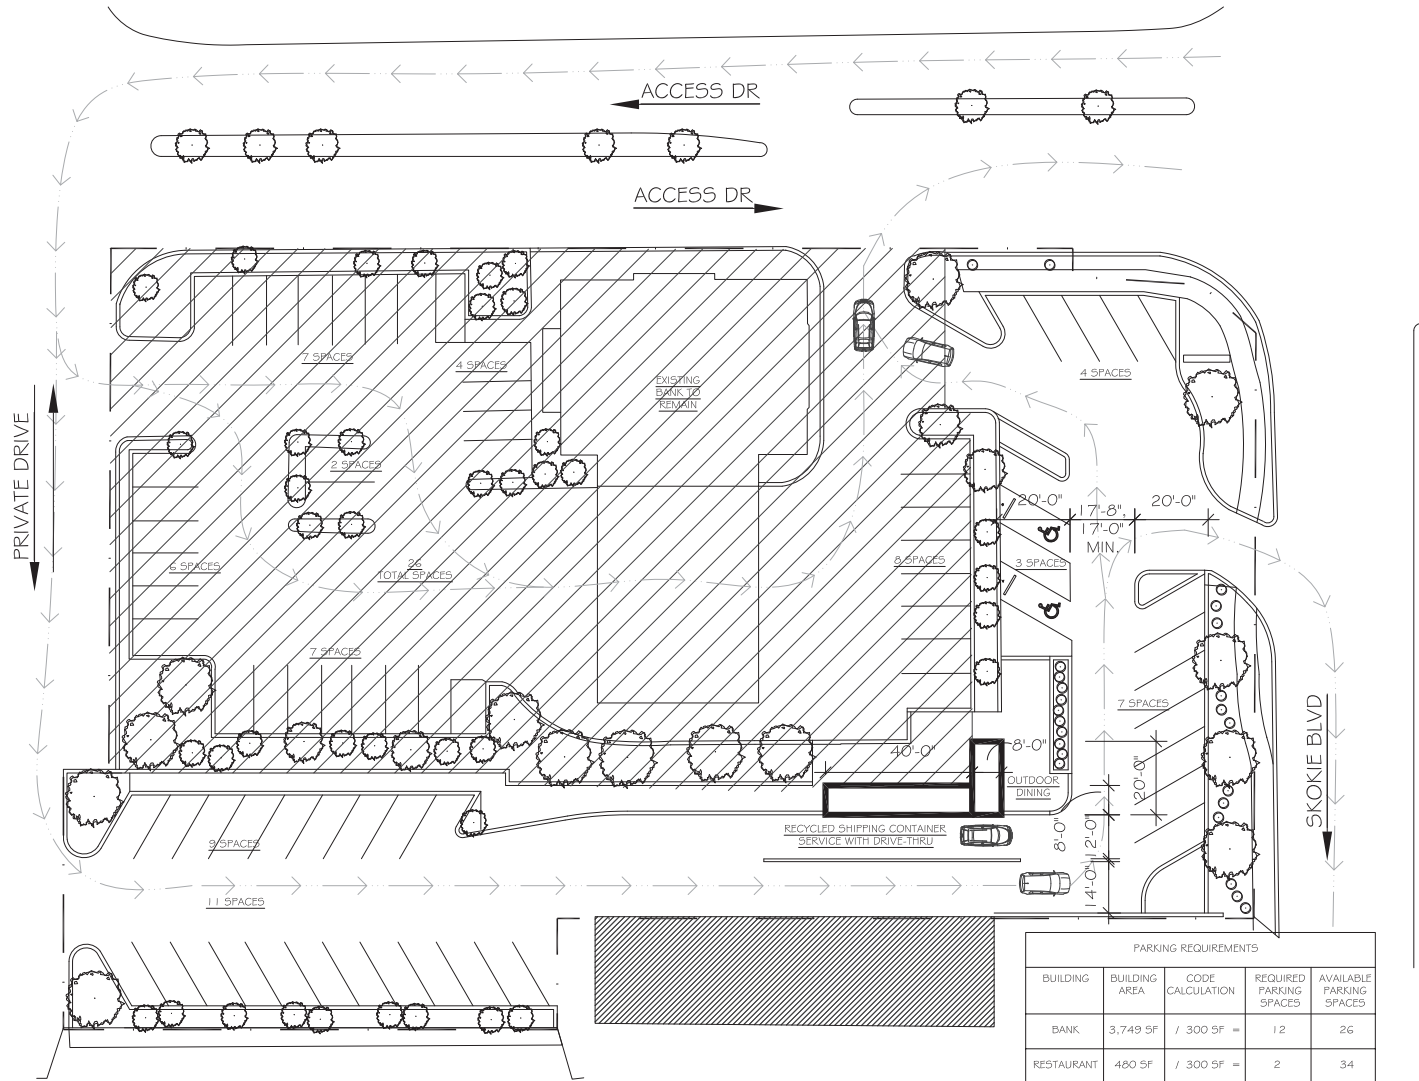 ACCESS DR
ACCESS DR
7 SPACES
4 SPACES
EXISTING
BANK TO
REMAIN
4 SPACES
PRIVATE DRIVE
2 SPACES
20'-0"
17'-8",
17'-0"
MIN.
20'-0"
6 SPACES
26
TOTAL SPACES
8 SPACES
3 SPACES
7 SPACES
7 SPACES
SKOKIE BLVD
40'-0"
8'-0"
OUTDOOR
DINING
20'-0"
RECYCLED SHIPPING CONTAINER
SERVICE WITH DRIVE-THRU
8'-0"
12'-0"
14'-0"
9 SPACES
11 SPACES
PARKING REQUIREMENTS
BUILDING BUILDING AREA CODE CALCULATION REQUIRED PARKING SPACES AVAILABLE PARKING SPACES
BANK 3,749 SF / 300 SF = 12 26
RESTAURANT 480 SF / 300 SF = 2 34